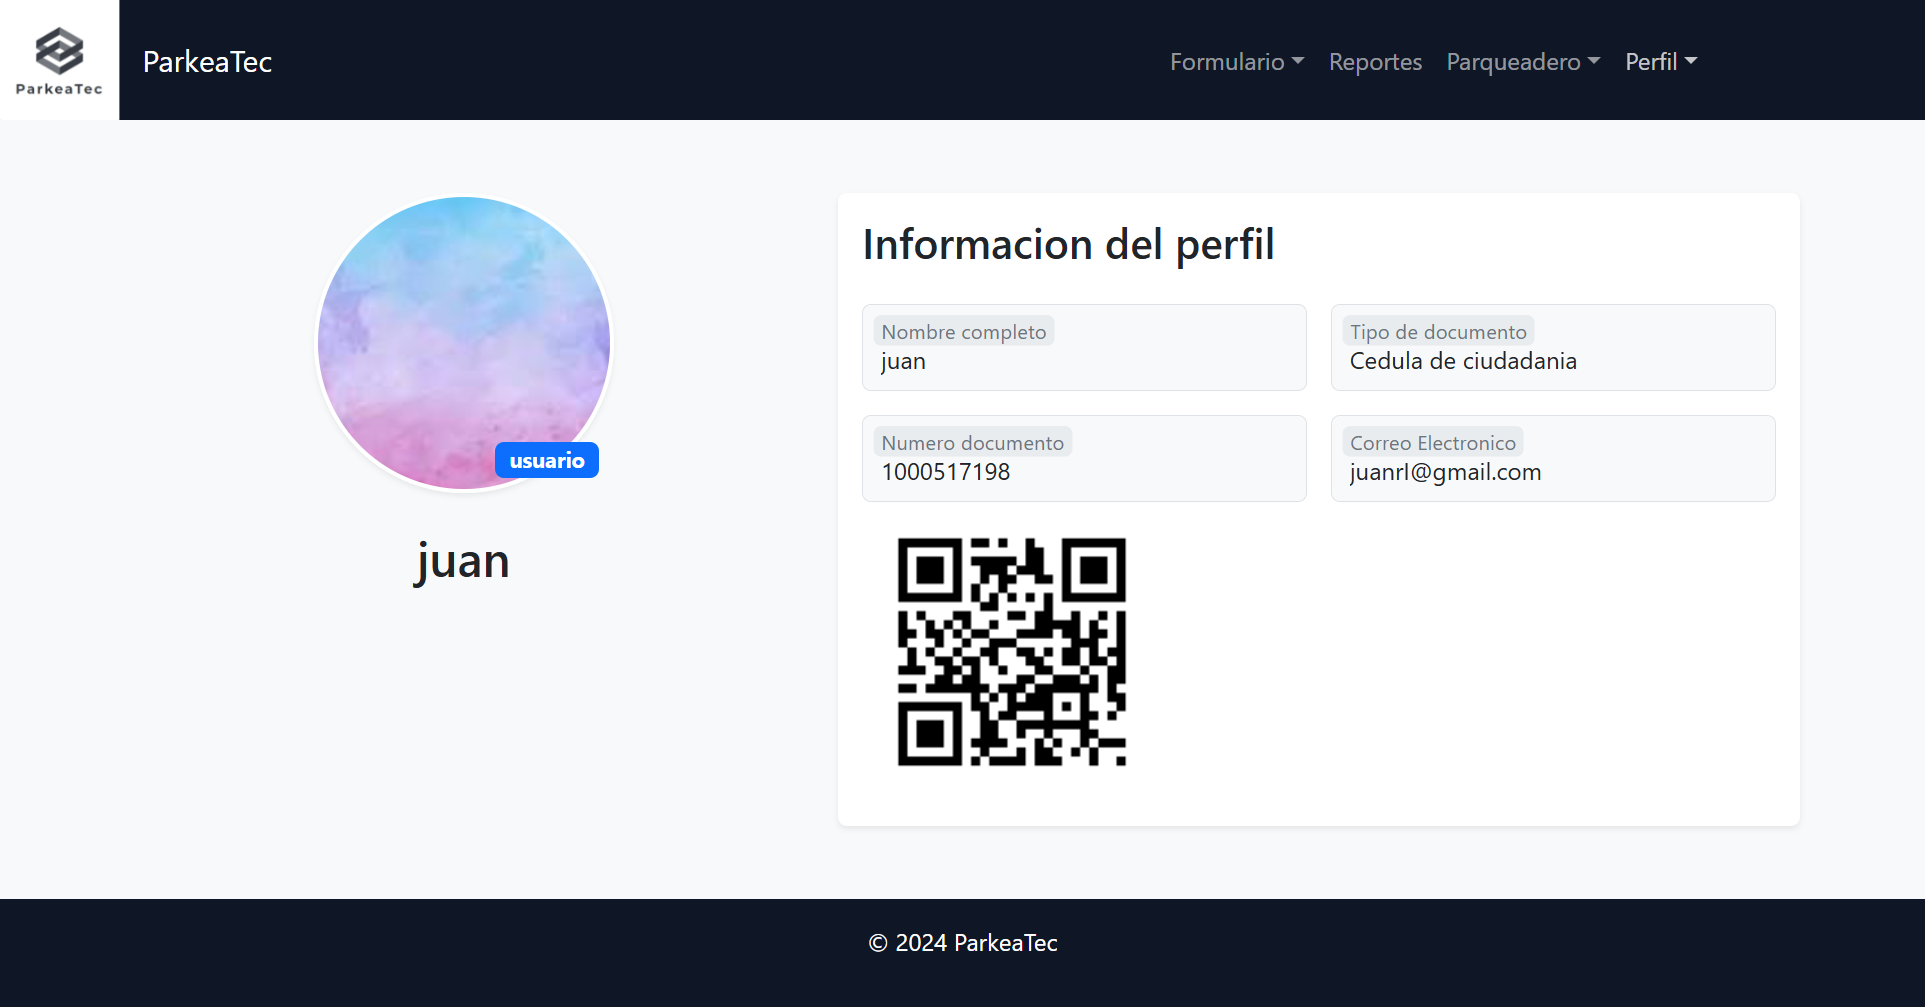 ParkeaTec
ParkeaTec
Formulario
Reportes
Parqueadero
Perfil
usuario
juan
Informacion del perfil
Nombre completo
juan
Tipo de documento
Cedula de ciudadania
Numero documento
1000517198
Correo Electronico
juanrl@gmail.com
© 2024 ParkeaTec